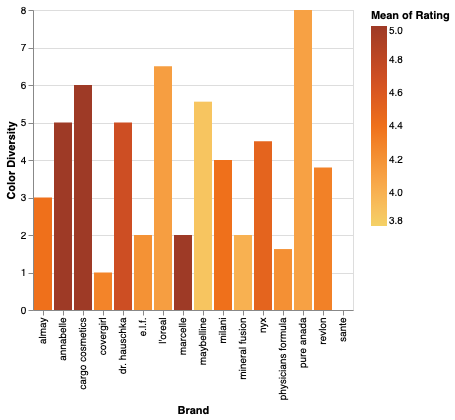 Mean of Rating
5.0
4.8
4.6
4.4
4.2
4.0
3.8
Color Diversity
8
7
6
5
4
3
2
1
0
almay
annabelle
cargo cosmetics
covergirl
dr. hauschka
e.l.f.
l'oreal
marcelle
maybelline
milani
mineral fusion
nyx
physicians formula
pure anada
revlon
sante
Brand